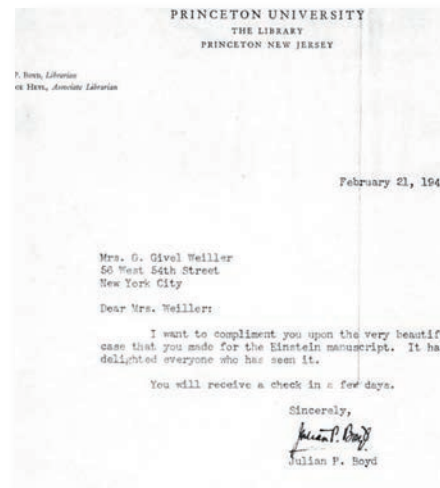 PRINCETON UNIVERSITY
THE LIBRARY
PRINCETON NEW JERSEY
P. Boyd, Librarian
Heyl, Associate Librarian
February 21, 194
Mrs. G. Givel Weiller
56 West 54th Street
New York City
Dear Mrs. Weiller:
I want to compliment you upon the very beautif
case that you made for the Einstein manuscript. It ha
delighted everyone who has seen it.
You will receive a check in a few days.
Sincerely,
Julian P. Boyd
Julian P. Boyd